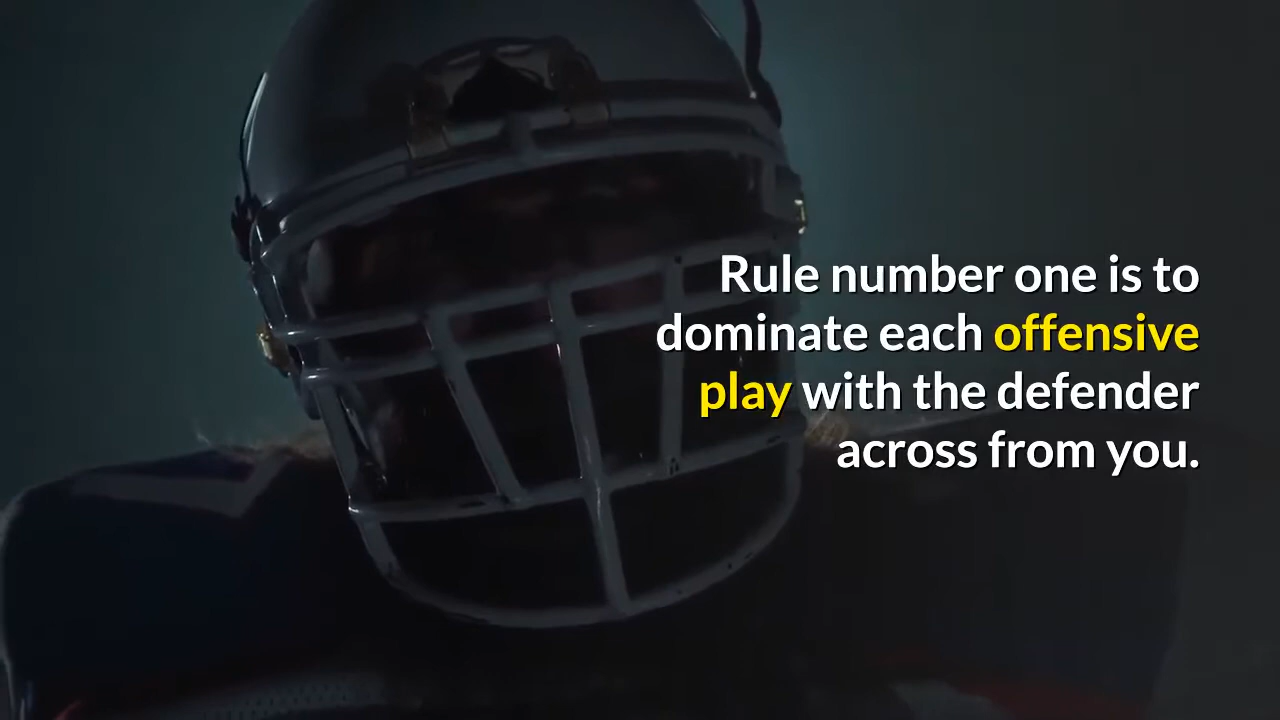 Rule number one is to
dominate each offensive
play with the defender
across from you.